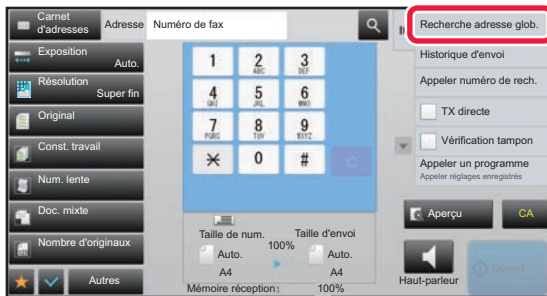 Carnet
d'adresses
Adresse
Numéro de fax
Recherche adresse glob.
Exposition
Auto.
Historique d'envoi
Résolution
Super fin
Appeler numéro de rech.
Original
TX directe
Const. travail
Vérification tampon
Num. lente
Appeler un programme
Appeler réglages enregistrés
Doc. mixte
Nombre d'originaux
Autres
1
2
ABC
3
DEF
4
GHI
5
JKL
6
MNO
7
PQRS
8
TUV
9
WXYZ
0
#
C
Taille de num.
100%
Taille d'envoi
Auto.
A4
Auto.
A4
Mémoire réception:
100%
Aperçu
CA
Haut-parleur
Départ